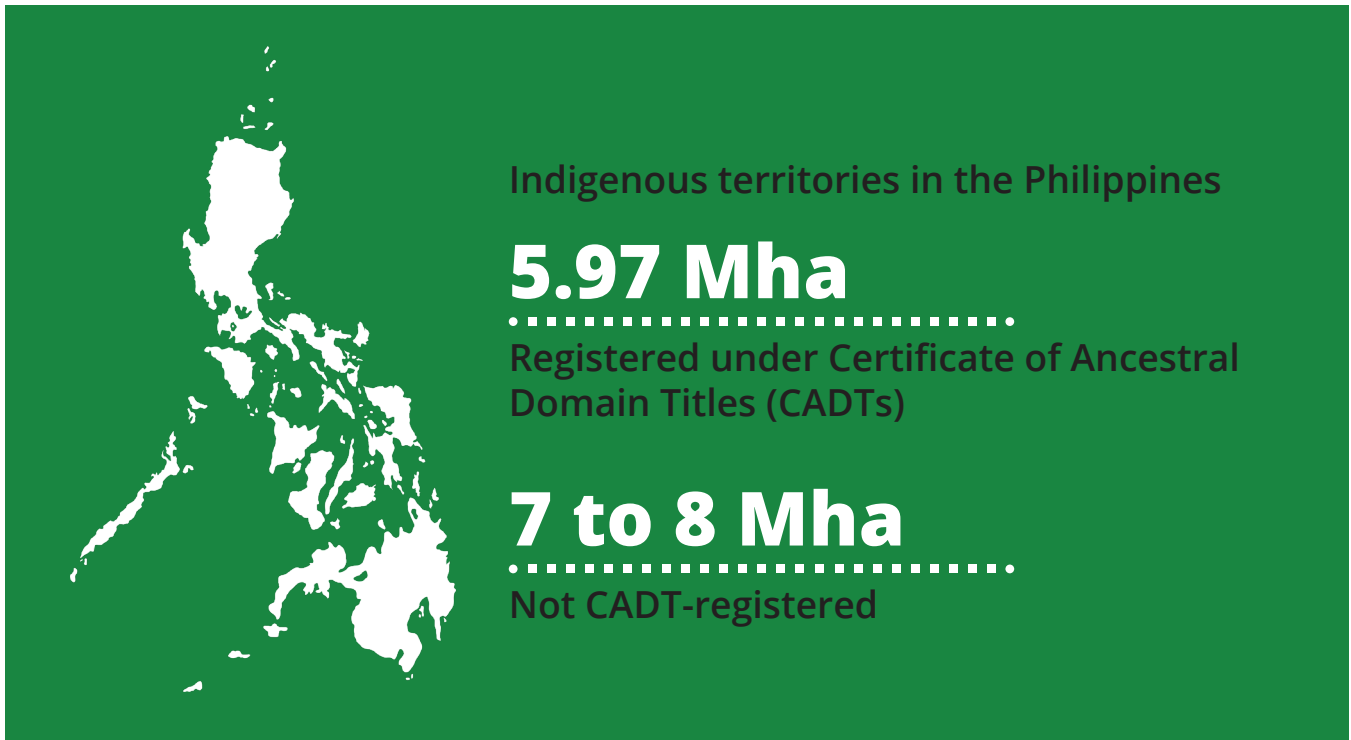 Indigenous territories in the Philippines
5.97 Mha
Registered under Certificate of Ancestral
Domain Titles (CADTs)
7 to 8 Mha
Not CADT-registered